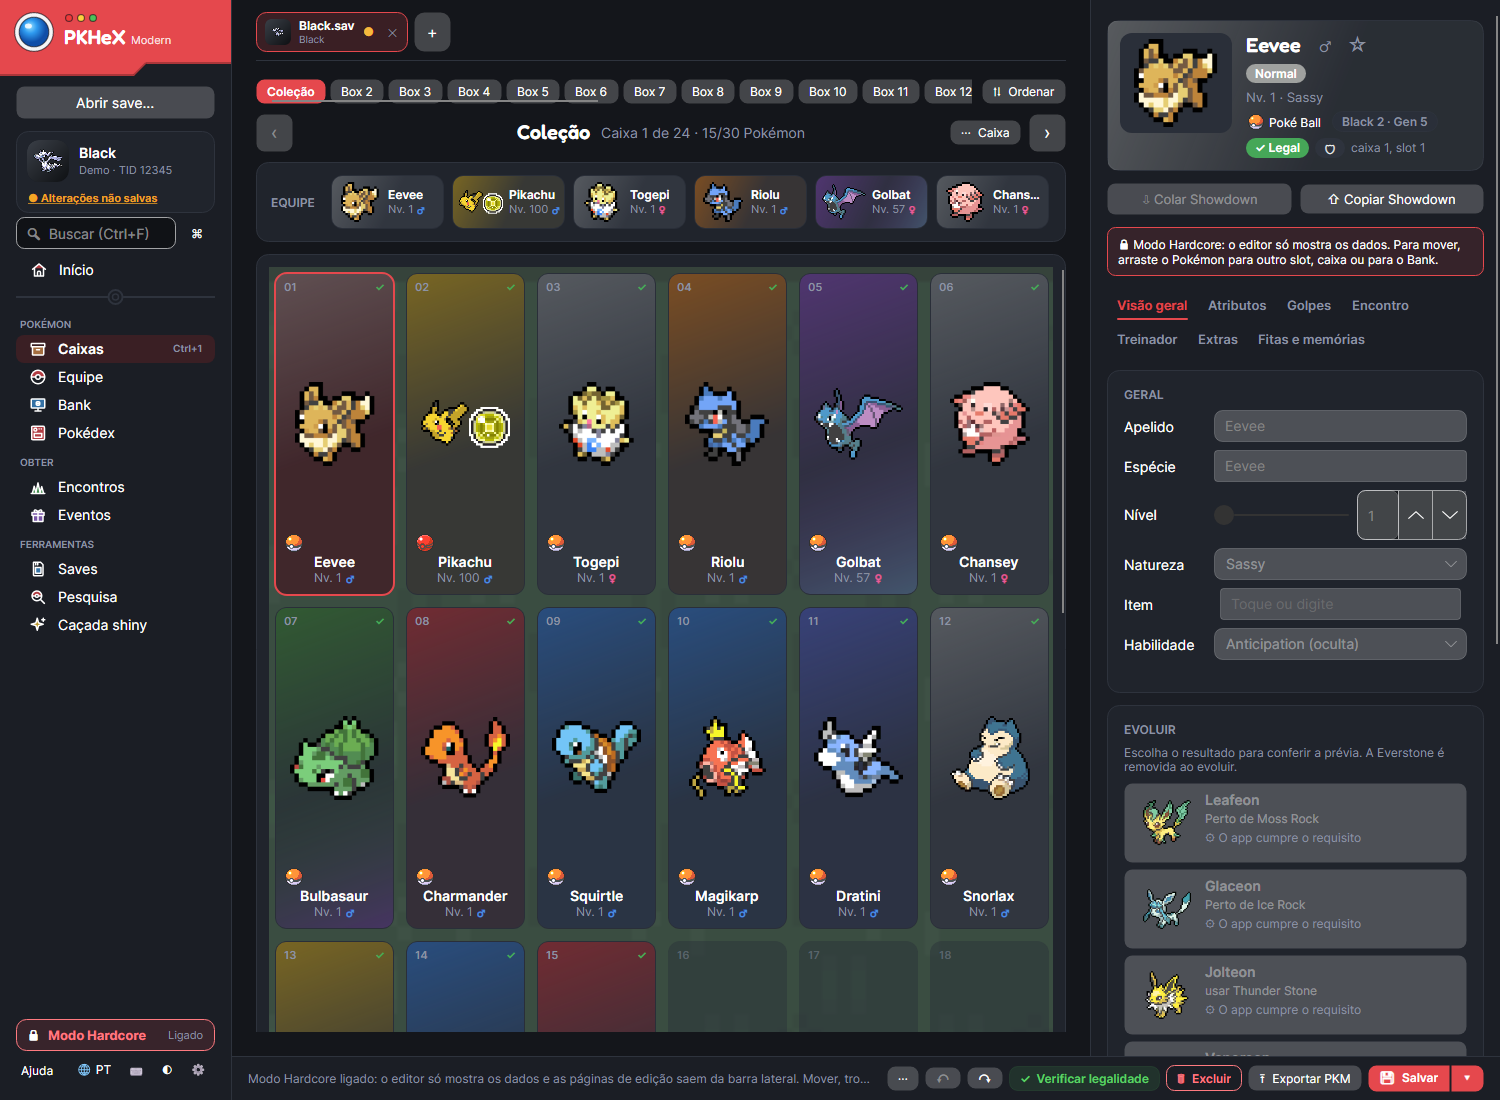 PKHeX Modern
Abrir save...
Black
Demo · TID 12345
Alterações não salvas
Buscar (Ctrl+F)
⌘
Início
POKÉMON
Caixas Ctrl+1
Equipe
Bank
Pokédex
OBTER
Encontros
Eventos
FERRAMENTAS
Saves
Pesquisa
Caçada shiny
Modo Hardcore Ligado
Ajuda PT
Black.sav
Black
+
Coleção Box 2 Box 3 Box 4 Box 5 Box 6 Box 7 Box 8 Box 9 Box 10 Box 11 Box 12 Ordenar
Coleção Caixa 1 de 24 · 15/30 Pokémon
··· Caixa
EQUIPE
Eevee
Nv. 1 ♂
Pikachu
Nv. 100 ♂
Togepi
Nv. 1 ♀
Riolu
Nv. 1 ♂
Golbat
Nv. 57 ♀
Chans...
Nv. 1 ♀
01 ✓ 02 ✓ 03 ✓ 04 ✓ 05 ✓ 06 ✓
Eevee Pikachu Togepi Riolu Golbat Chansey
Nv. 1 ♂ Nv. 100 ♂ Nv. 1 ♀ Nv. 1 ♂ Nv. 57 ♀ Nv. 1 ♀
07 ✓ 08 ✓ 09 ✓ 10 ✓ 11 ✓ 12 ✓
Bulbasaur Charmander Squirtle Magikarp Dratini Snorlax
Nv. 1 ♂ Nv. 1 ♂ Nv. 1 ♂ Nv. 1 ♂ Nv. 1 ♂ Nv. 1 ♂
13 ✓ 14 ✓ 15 ✓ 16 17 18
Modo Hardcore ligado: o editor só mostra os dados e as páginas de edição saem da barra lateral. Mover, tro...
···
✓ Verificar legalidade
Excluir
Exportar PKM
Salvar
Eevee ♂ ☆
Normal
Nv. 1 · Sassy
Poké Ball Black 2 · Gen 5
✓ Legal caixa 1, slot 1
Colar Showdown
Copiar Showdown
Modo Hardcore: o editor só mostra os dados. Para mover,
arraste o Pokémon para outro slot, caixa ou para o Bank.
Visão geral Atributos Golpes Encontro
Treinador Extras Fitas e memórias
GERAL
Apelido Eevee
Espécie Eevee
Nível 1
Natureza Sassy
Item Toque ou digite
Habilidade Anticipation (oculta)
EVOLUIR
Escolha o resultado para conferir a prévia. A Everstone é
removida ao evoluir.
Leafeon
Perto de Moss Rock
O app cumpre o requisito
Glaceon
Perto de Ice Rock
O app cumpre o requisito
Jolteon
usar Thunder Stone
O app cumpre o requisito